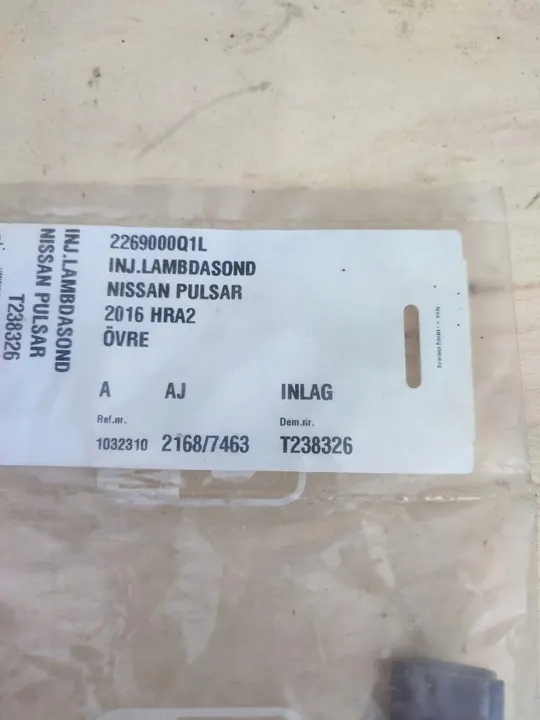 2269000Q1L
INJ.LAMBDASOND
NISSAN PULSAR
2016 HRA2
ÖVRE
A AJ INLAG
Ref.nr. Dem.nr.
1032310 2168/7463 T238326
INJ.LAMBDASOND
NISSAN PULSAR
T238326